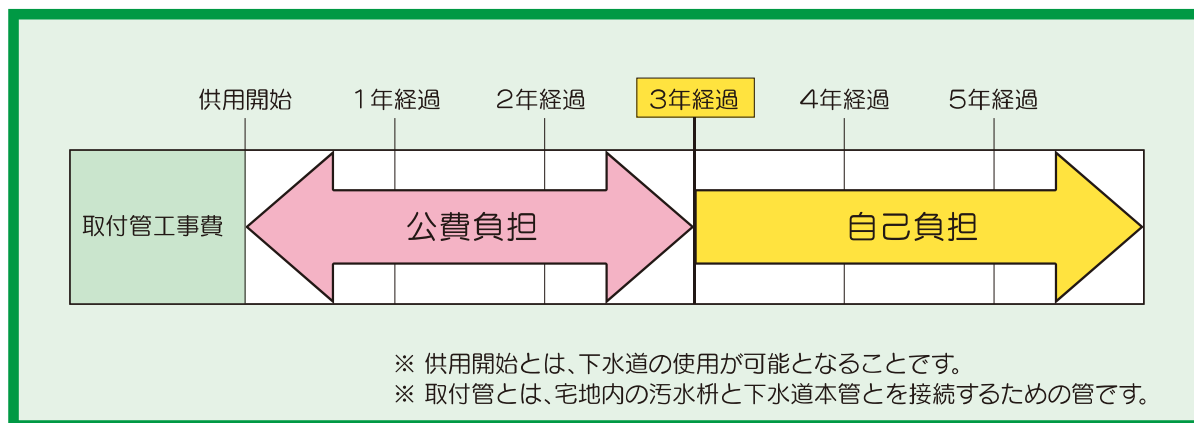 供用開始 1年経過 2年経過 3年経過 4年経過 5年経過
取付管工事費 公費負担 自己負担
※ 供用開始とは、下水道の使用が可能となることです。
※ 取付管とは、宅地内の汚水枡と下水道本管とを接続するための管です。